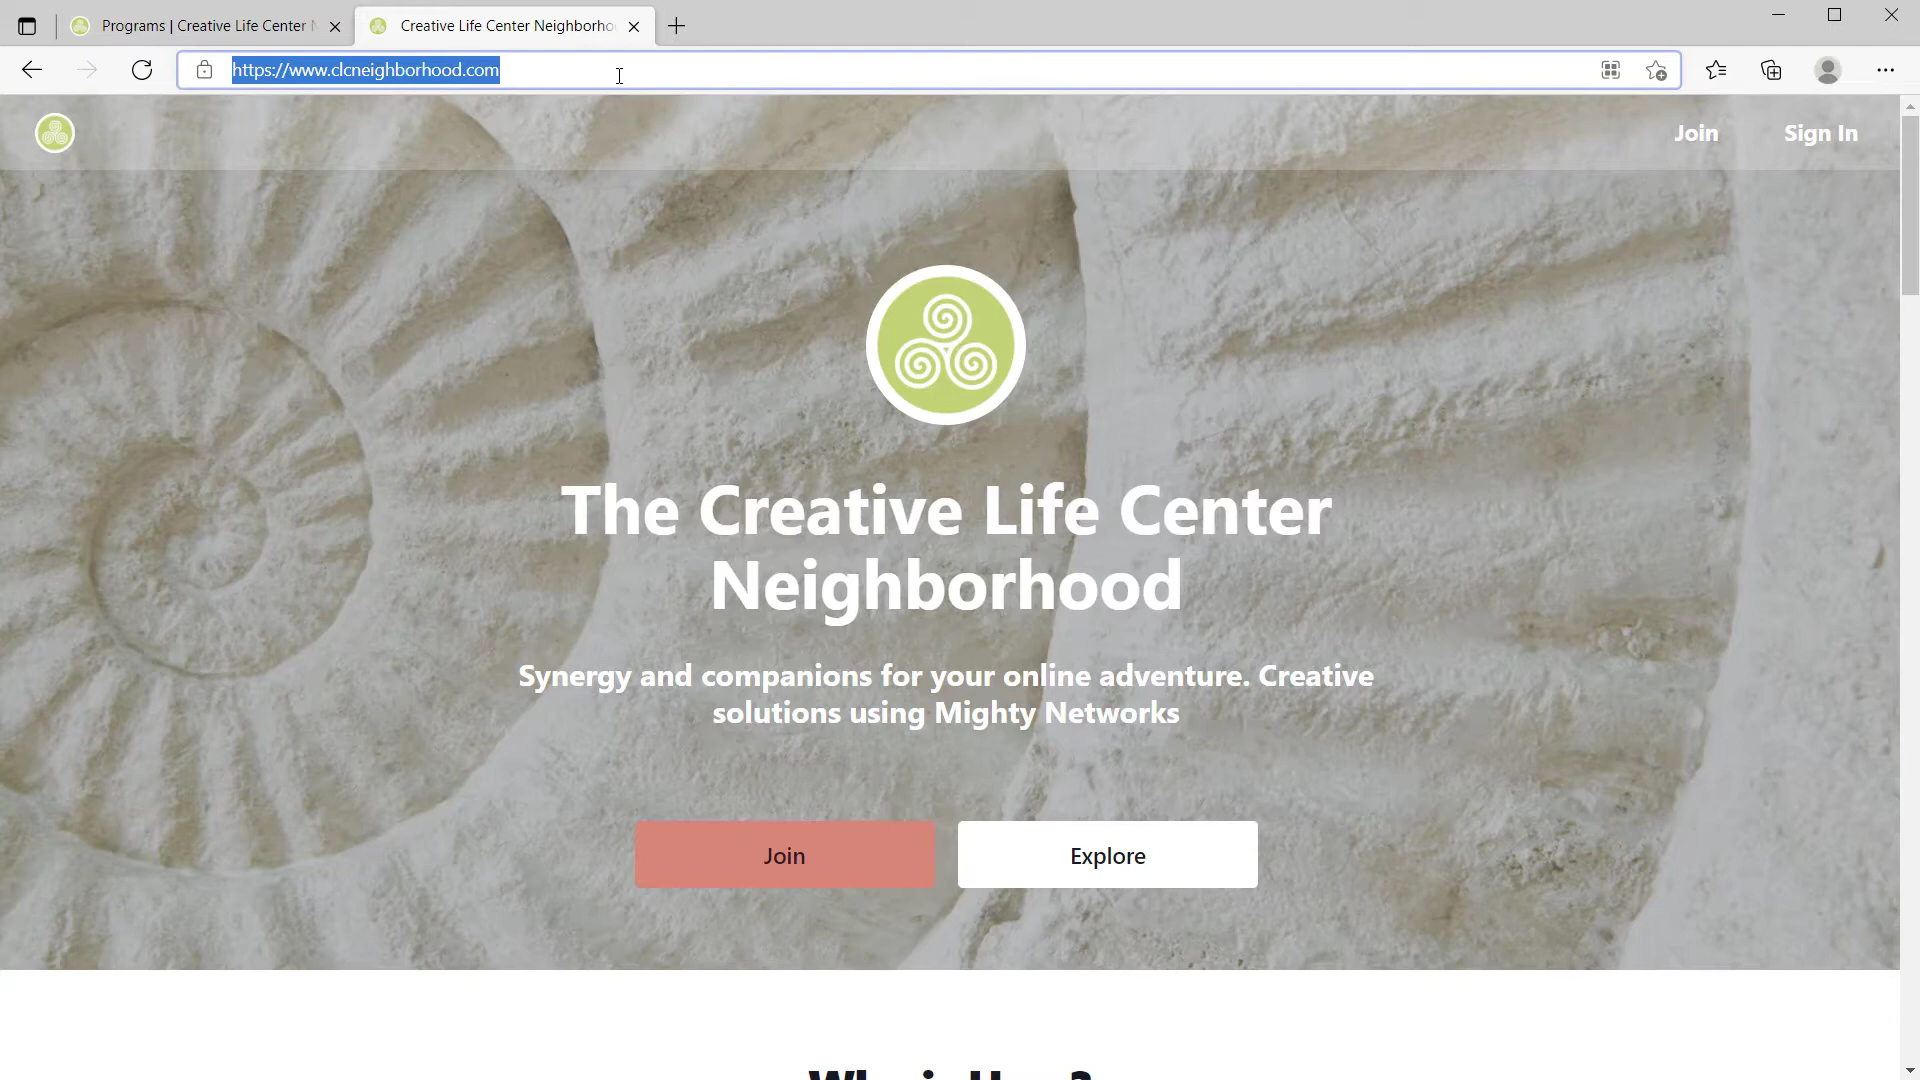 Programs | Creative Life Center N
Creative Life Center Neighborho
https://www.clcneighborhood.com
Join
Sign In
The Creative Life Center
Neighborhood
Synergy and companions for your online adventure. Creative
solutions using Mighty Networks
Join
Explore